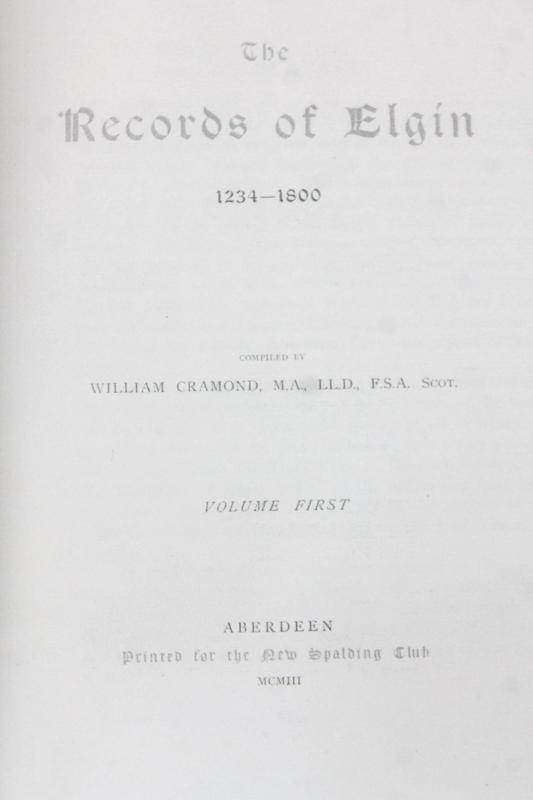 The
Records of Elgin
1234—1800
COMPILED BY
WILLIAM CRAMOND, M.A., LL.D., F.S.A. Scot.
VOLUME FIRST
ABERDEEN
Printed for the New Spalding Club
MCMIII